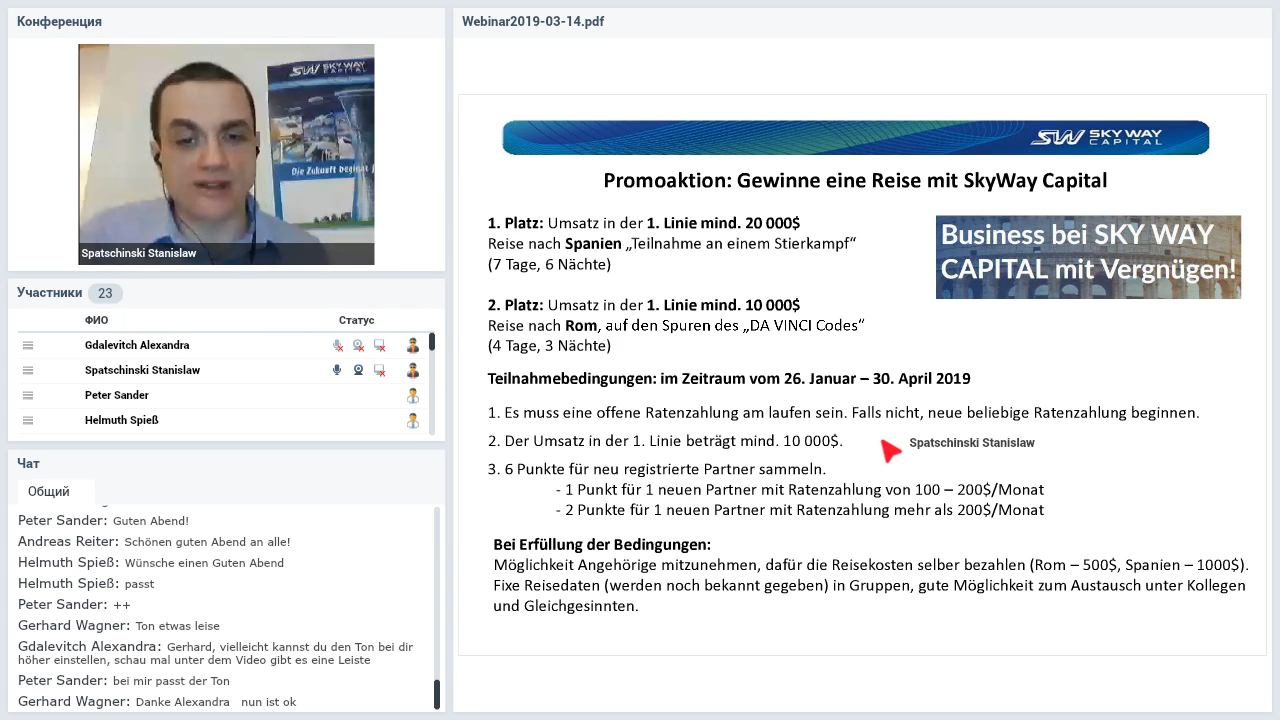 Конференция
SW SKY WAY
CAPITAL
Die Zukunft beginnt
Spatschinski Stanislaw
Участники 23
ФИО Статус
Gdalevitch Alexandra
Spatschinski Stanislaw
Peter Sander
Helmuth Spieß
Чат
Общий
Peter Sander: Guten Abend!
Andreas Reiter: Schönen guten Abend an alle!
Helmuth Spieß: Wünsche einen Guten Abend
Helmuth Spieß: passt
Peter Sander: ++
Gerhard Wagner: Ton etwas leise
Gdalevitch Alexandra: Gerhard, vielleicht kannst du den Ton bei dir
höher einstellen, schau mal unter dem Video gibt es eine Leiste
Peter Sander: bei mir passt der Ton
Gerhard Wagner: Danke Alexandra nun ist ok
Webinar2019-03-14.pdf
SW SKY WAY
CAPITAL
Promoaktion: Gewinne eine Reise mit SkyWay Capital
1. Platz: Umsatz in der 1. Linie mind. 20 000$
Reise nach Spanien „Teilnahme an einem Stierkampf“
(7 Tage, 6 Nächte)
Business bei SKY WAY
CAPITAL mit Vergnügen!
2. Platz: Umsatz in der 1. Linie mind. 10 000$
Reise nach Rom, auf den Spuren des „DA VINCI Codes“
(4 Tage, 3 Nächte)
Teilnahmebedingungen: im Zeitraum vom 26. Januar – 30. April 2019
1. Es muss eine offene Ratenzahlung am laufen sein. Falls nicht, neue beliebige Ratenzahlung beginnen.
2. Der Umsatz in der 1. Linie beträgt mind. 10 000$.
Spatschinski Stanislaw
3. 6 Punkte für neu registrierte Partner sammeln.
- 1 Punkt für 1 neuen Partner mit Ratenzahlung von 100 – 200$/Monat
- 2 Punkte für 1 neuen Partner mit Ratenzahlung mehr als 200$/Monat
Bei Erfüllung der Bedingungen:
Möglichkeit Angehörige mitzunehmen, dafür die Reisekosten selber bezahlen (Rom – 500$, Spanien – 1000$).
Fixe Reisedaten (werden noch bekannt gegeben) in Gruppen, gute Möglichkeit zum Austausch unter Kollegen
und Gleichgesinnten.